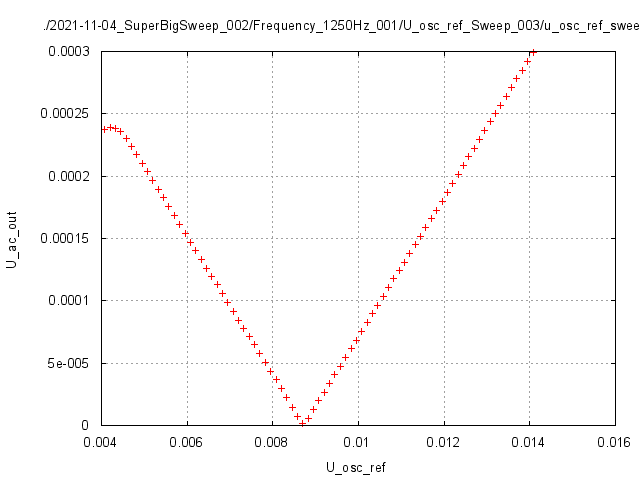 ./2021-11-04_SuperBigSweep_002/Frequency_1250Hz_001/U_osc_ref_Sweep_003/u_osc_ref_swee
0.0003
0.00025
0.0002
0.00015
0.0001
5e-005
0
U_ac_out
0.004 0.006 0.008 0.01 0.012 0.014 0.016
U_osc_ref